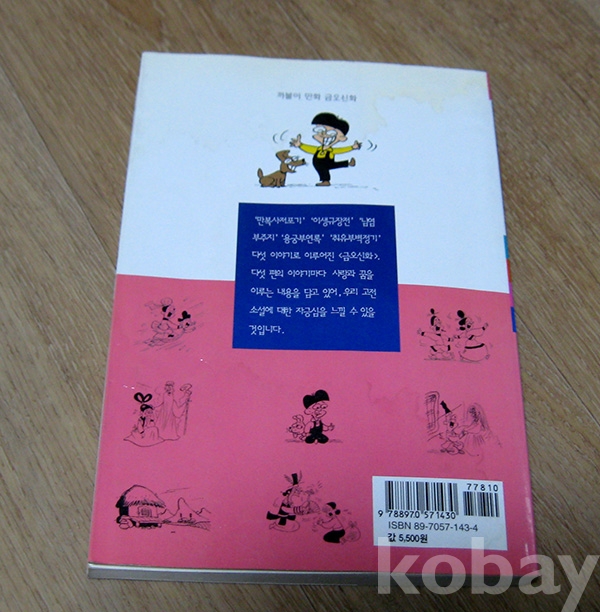 꺼벙이 만화 금오신화
'만복사저포기' '이생규장전' '남염
부주지' '용궁부연록' '취유부벽정기'
다섯 이야기로 이루어진 <금오신화>.
다섯 편의 이야기마다 사랑과 꿈을
이루는 내용을 담고 있어, 우리 고전
소설에 대한 자긍심을 느낄 수 있을
것입니다.
77810
9 788970 571430
ISBN 89-7057-143-4
값 5,500원
kobay